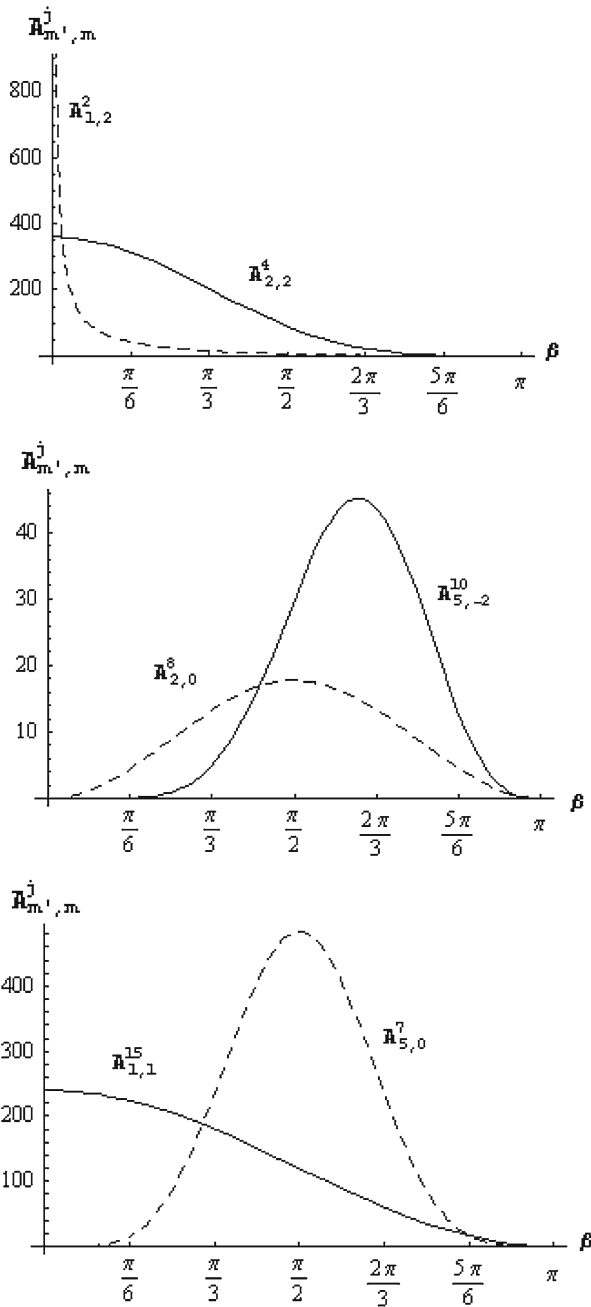 A^j_{m',m}
800
A^2_{1,2}
600
400
A^4_{2,2}
200
β
π/6 π/3 π/2 2π/3 5π/6 π
A^j_{m',m}
40
A^{10}_{5,-2}
30
A^8_{2,0}
20
10
β
π/6 π/3 π/2 2π/3 5π/6 π
A^j_{m',m}
400
A^7_{5,0}
300
A^{15}_{1,1}
200
100
β
π/6 π/3 π/2 2π/3 5π/6 π